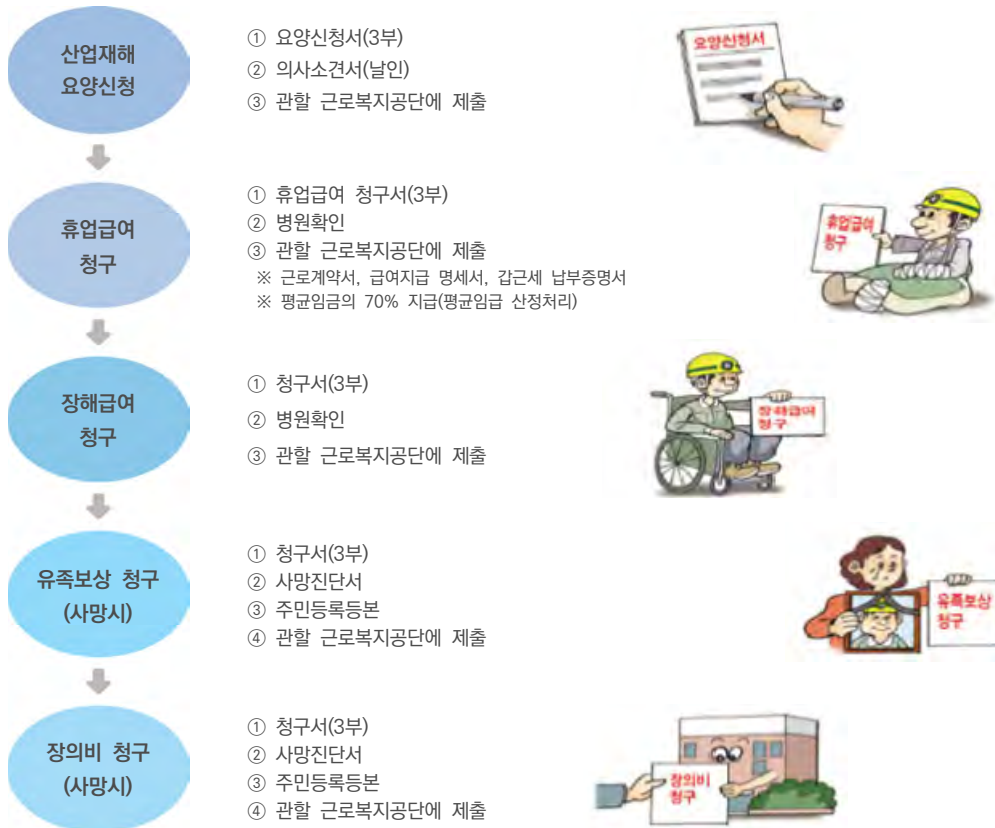 산업재해
요양신청
① 요양신청서(3부)
② 의사소견서(날인)
③ 관할 근로복지공단에 제출
요양신청서
휴업급여
청구
① 휴업급여 청구서(3부)
② 병원확인
③ 관할 근로복지공단에 제출
※ 근로계약서, 급여지급 명세서, 갑근세 납부증명서
※ 평균임금의 70% 지급(평균임급 산정처리)
휴업급여
청구
장해급여
청구
① 청구서(3부)
② 병원확인
③ 관할 근로복지공단에 제출
장해급여
청구
유족보상 청구
(사망시)
① 청구서(3부)
② 사망진단서
③ 주민등록등본
④ 관할 근로복지공단에 제출
유족보상
청구
장의비 청구
(사망시)
① 청구서(3부)
② 사망진단서
③ 주민등록등본
④ 관할 근로복지공단에 제출
장의비
청구